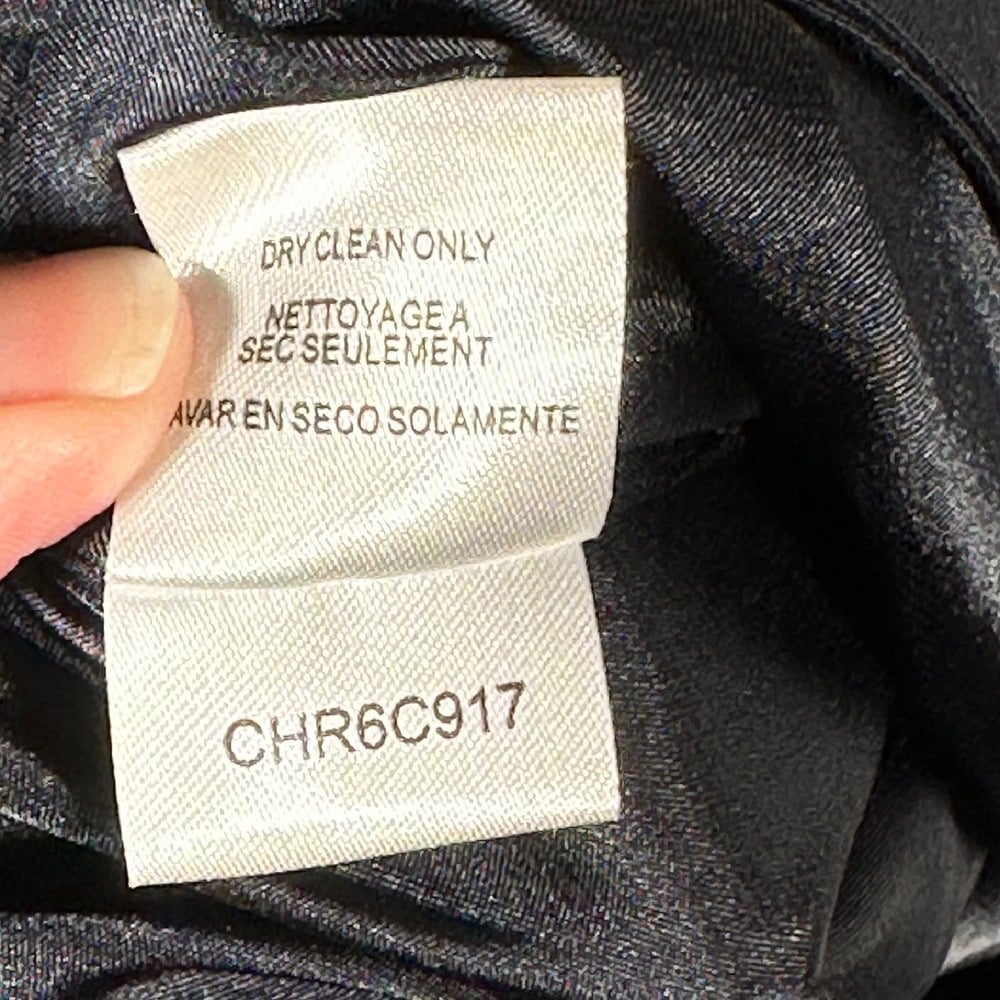 DRY CLEAN ONLY
NETTOYAGE A
SEC SEULEMENT
AVAR EN SECO SOLAMENTE
CHR6C917